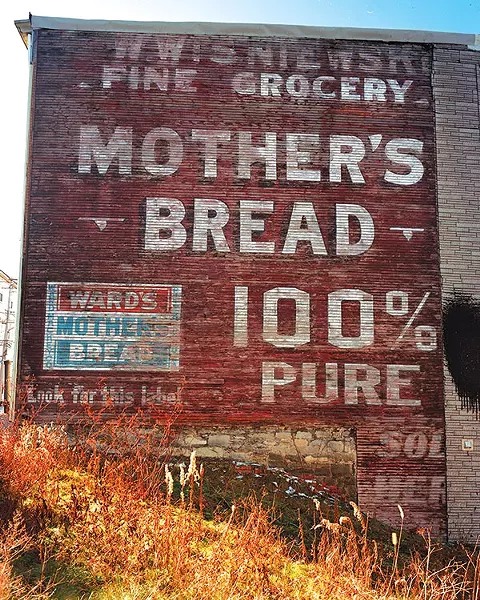 FINE GROCERY
MOTHER'S
BREAD
100%
PURE
WARD'S
MOTHER'S
BREAD
Look for this label